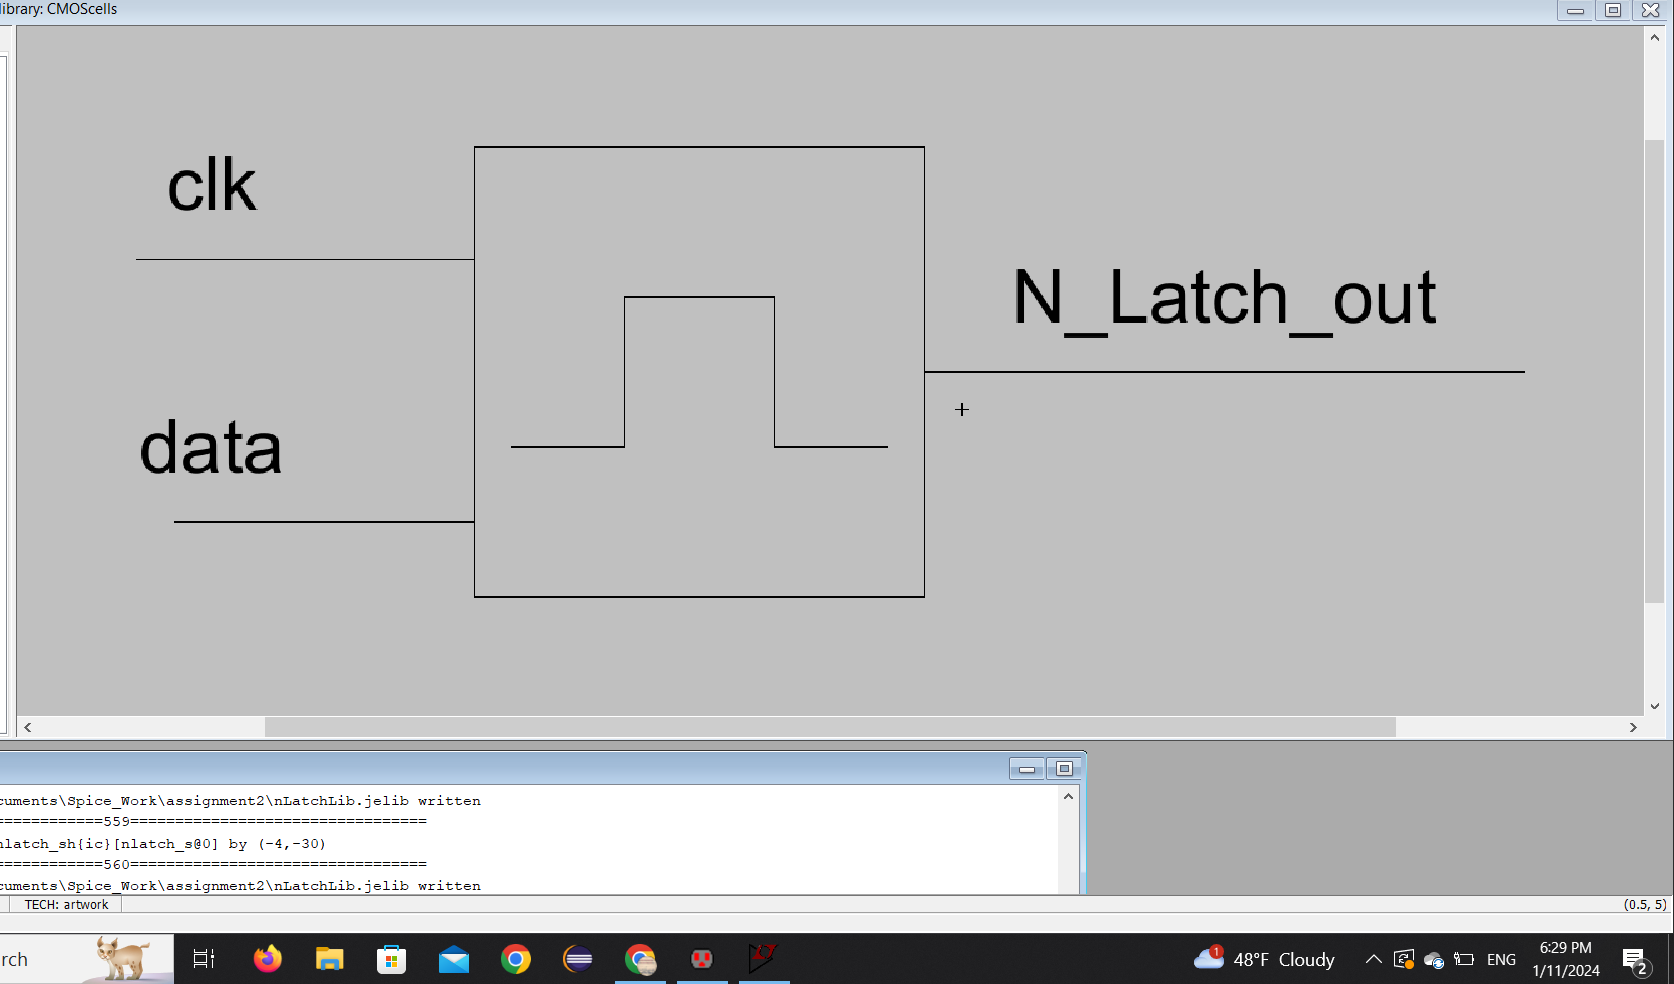 library: CMOScells
clk
N_Latch_out
data
cuments\Spice_Work\assignment2\nLatchLib.jelib written
============559=================================
nlatch_sh{ic}[nlatch_s@0] by (-4,-30)
============560=================================
cuments\Spice_Work\assignment2\nLatchLib.jelib written
TECH: artwork
(0.5, 5)
rch
1
48°F Cloudy
ENG
6:29 PM
1/11/2024
2